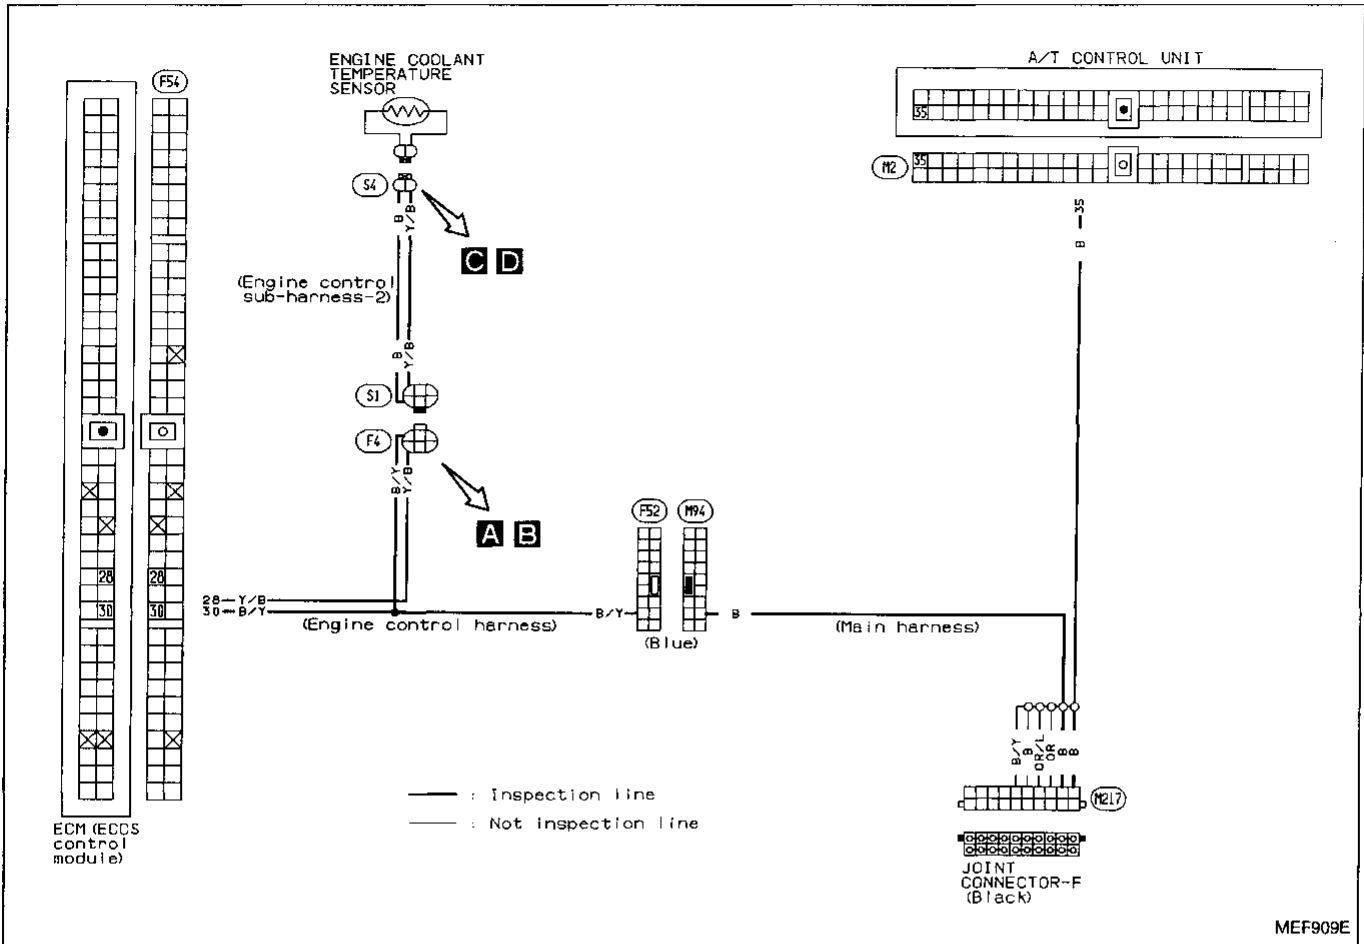 F54
ENGINE COOLANT
TEMPERATURE
SENSOR
A/T CONTROL UNIT
35
M2
35
S4
B
Y/B
C D
35
B
(Engine control
sub-harness-2)
B
Y/B
S1
F4
B/Y
Y/B
A B
F52
M94
28
28
30
30
28 Y/B
30 B/Y
(Engine control harness)
B/Y
(Blue)
B
(Main harness)
B/Y
B
OR/L
OR
B
B
M217
: Inspection line
: Not inspection line
ECM (ECCS
control
module)
JOINT
CONNECTOR-F
(Black)
MEF909E